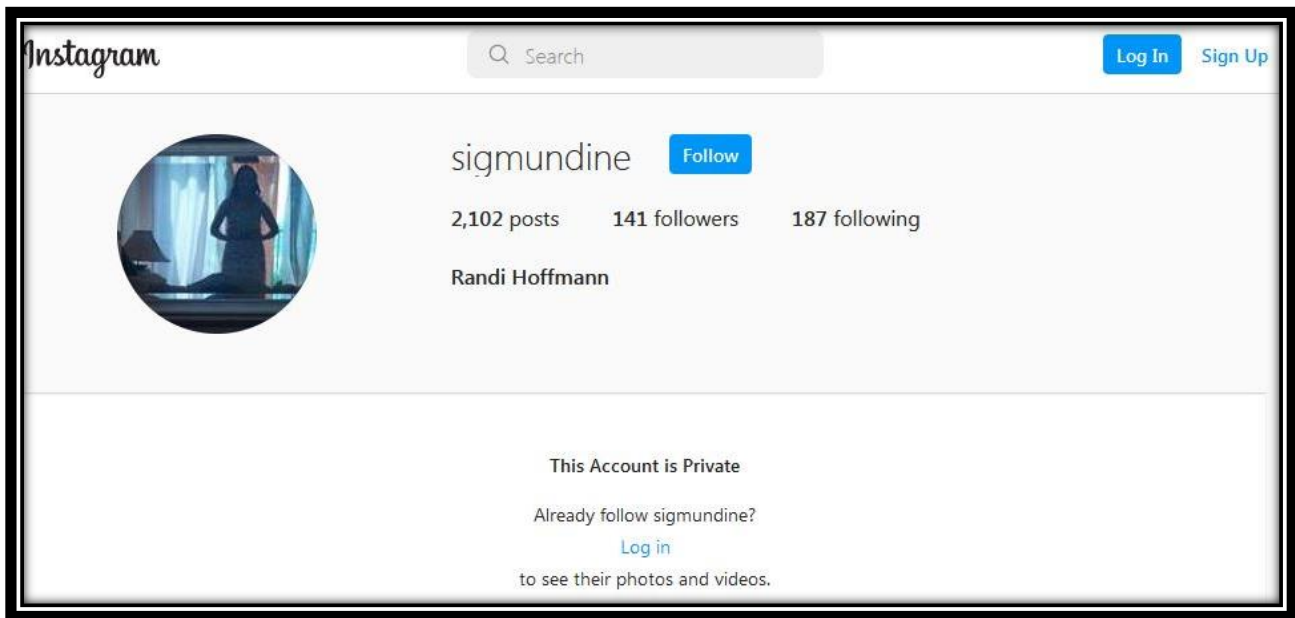 Instagram
Search
Log In Sign Up
sigmundine Follow
2,102 posts 141 followers 187 following
Randi Hoffmann
This Account is Private
Already follow sigmundine?
Log in
to see their photos and videos.